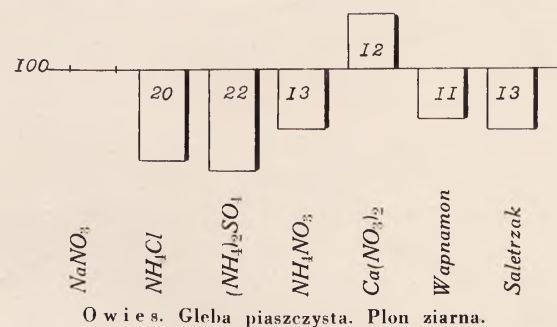 12
100
20 22 13 11 13
NaNO₃ NH₄Cl (NH₄)₂SO₄ NH₄NO₃ Ca(NO₃)₂ Wapnamon Saletrzak
Owies. Gleba piaszczysta. Plon ziarna.